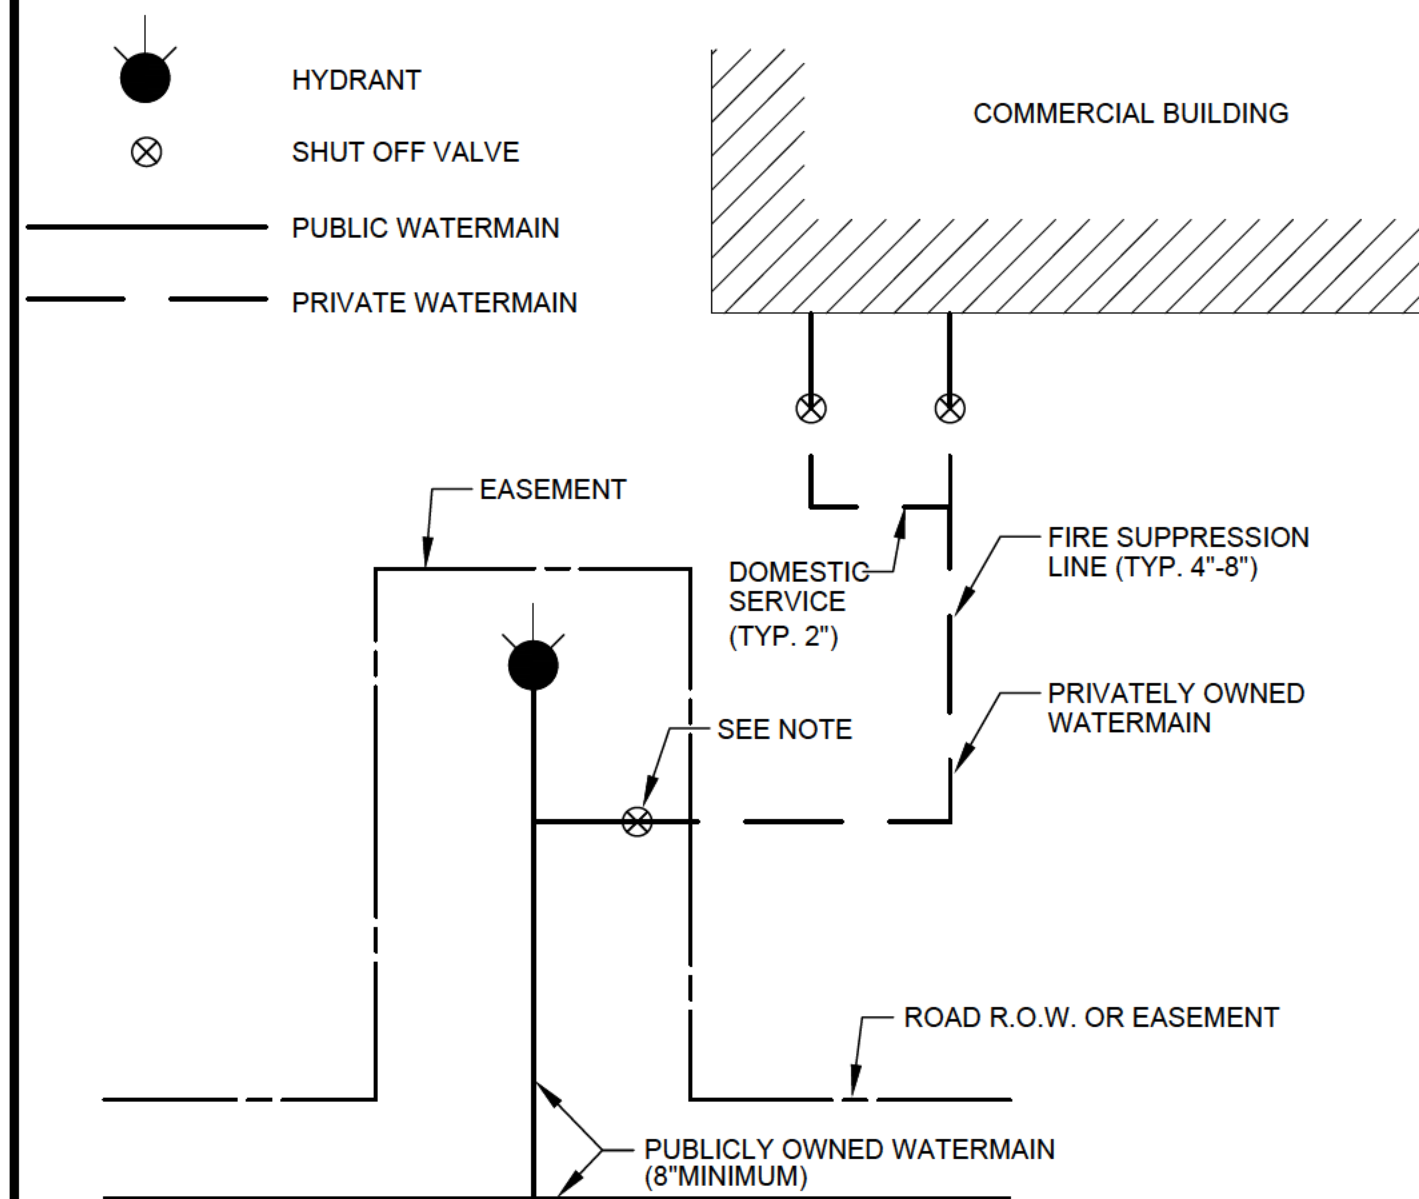 HYDRANT
COMMERCIAL BUILDING
SHUT OFF VALVE
PUBLIC WATERMAIN
PRIVATE WATERMAIN
EASEMENT
FIRE SUPPRESSION
LINE (TYP. 4"-8")
DOMESTIC
SERVICE
(TYP. 2")
PRIVATELY OWNED
WATERMAIN
SEE NOTE
ROAD R.O.W. OR EASEMENT
PUBLICLY OWNED WATERMAIN
(8"MINIMUM)